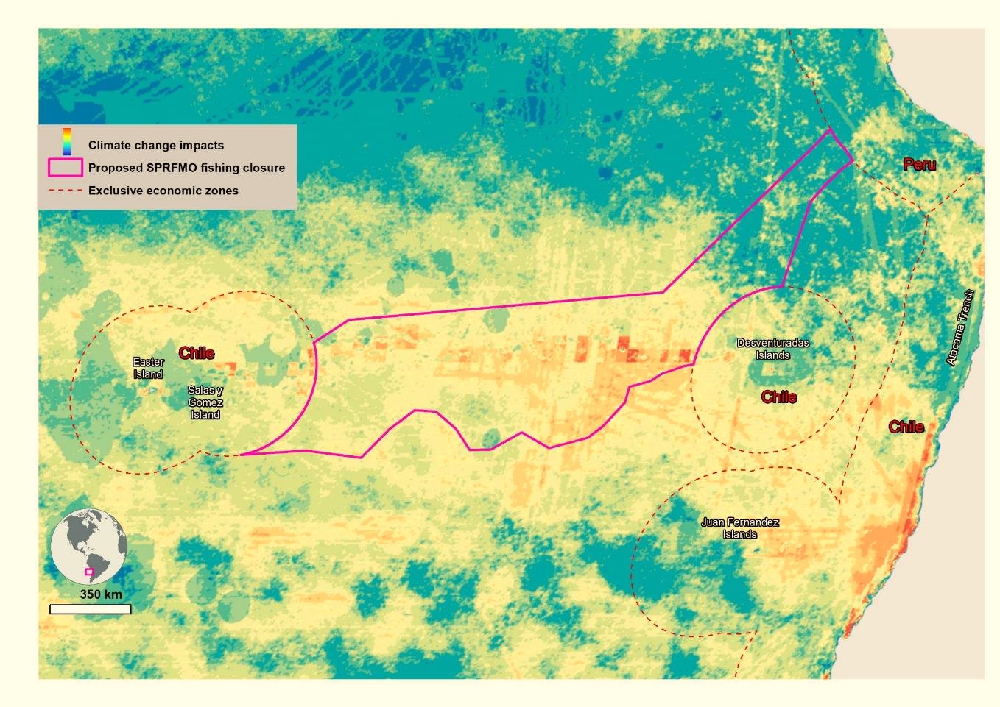 Climate change impacts
Proposed SPRFMO fishing closure
Exclusive economic zones
Peru
Atacama Trench
Desventuradas
Islands
Chile
Easter
Island
Salas y
Gomez
Island
Chile
Chile
Juan Fernandez
Islands
350 km